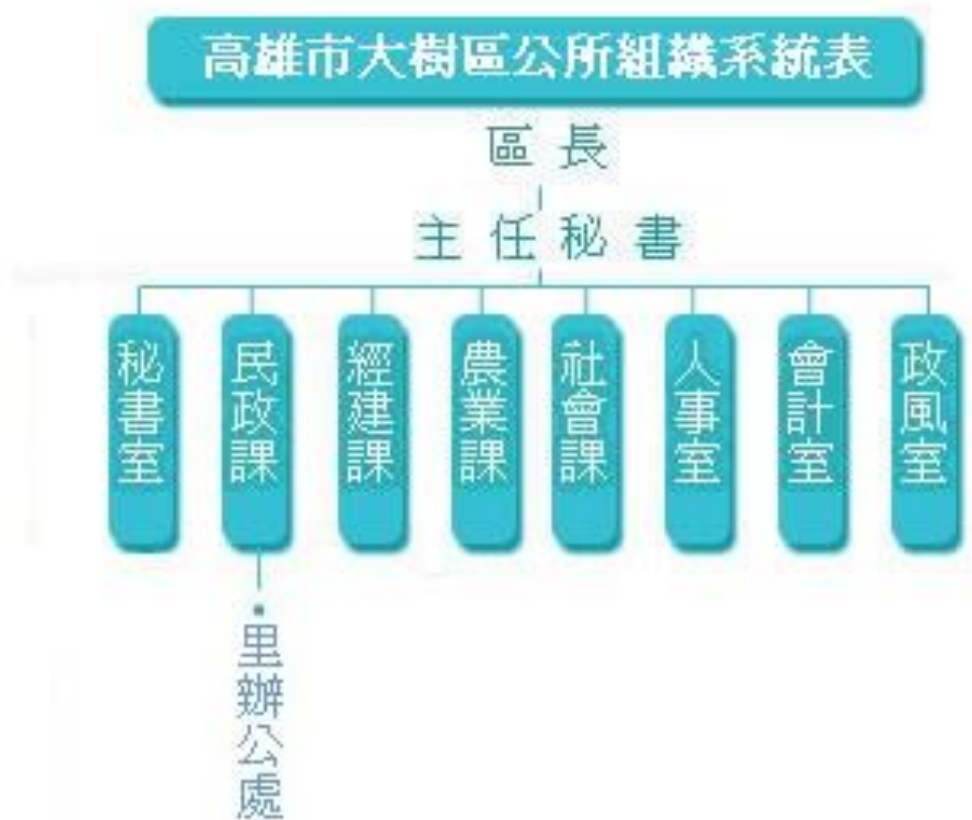 高雄市大樹區公所組織系統表
區長
主任秘書
秘書室
民政課
經建課
農業課
社會課
人事室
會計室
政風室
里辦公處